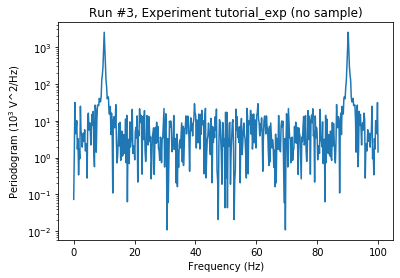 Run #3, Experiment tutorial_exp (no sample)
Periodogram (10³ V^2/Hz)
10³
10²
10¹
10⁰
10⁻¹
10⁻²
0 20 40 60 80 100
Frequency (Hz)